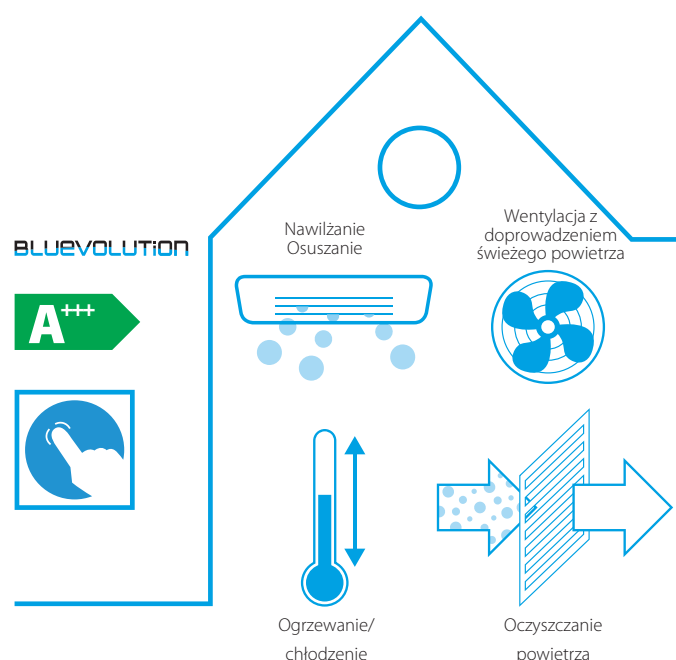 Nawilżanie
Osuszanie
Wentylacja z
doprowadzeniem
świeżego powietrza
BLUEVOLUTION
A+++
Ogrzewanie/
chłodzenie
Oczyszczanie
powietrza